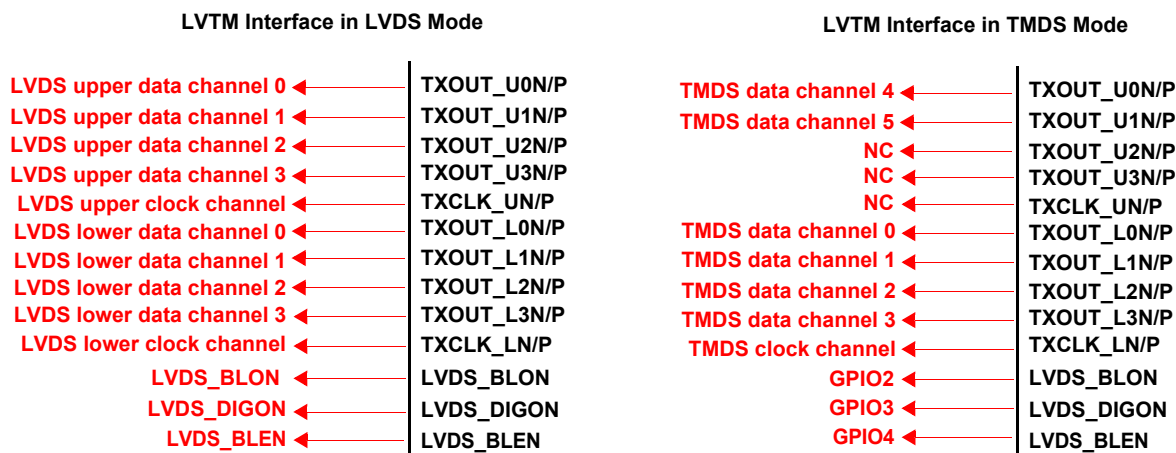 LVTM Interface in LVDS Mode
LVDS upper data channel 0 TXOUT_U0N/P
LVDS upper data channel 1 TXOUT_U1N/P
LVDS upper data channel 2 TXOUT_U2N/P
LVDS upper data channel 3 TXOUT_U3N/P
LVDS upper clock channel TXCLK_UN/P
LVDS lower data channel 0 TXOUT_L0N/P
LVDS lower data channel 1 TXOUT_L1N/P
LVDS lower data channel 2 TXOUT_L2N/P
LVDS lower data channel 3 TXOUT_L3N/P
LVDS lower clock channel TXCLK_LN/P
LVDS_BLON LVDS_BLON
LVDS_DIGON LVDS_DIGON
LVDS_BLEN LVDS_BLEN
LVTM Interface in TMDS Mode
TMDS data channel 4 TXOUT_U0N/P
TMDS data channel 5 TXOUT_U1N/P
NC TXOUT_U2N/P
NC TXOUT_U3N/P
NC TXCLK_UN/P
TMDS data channel 0 TXOUT_L0N/P
TMDS data channel 1 TXOUT_L1N/P
TMDS data channel 2 TXOUT_L2N/P
TMDS data channel 3 TXOUT_L3N/P
TMDS clock channel TXCLK_LN/P
GPIO2 LVDS_BLON
GPIO3 LVDS_DIGON
GPIO4 LVDS_BLEN